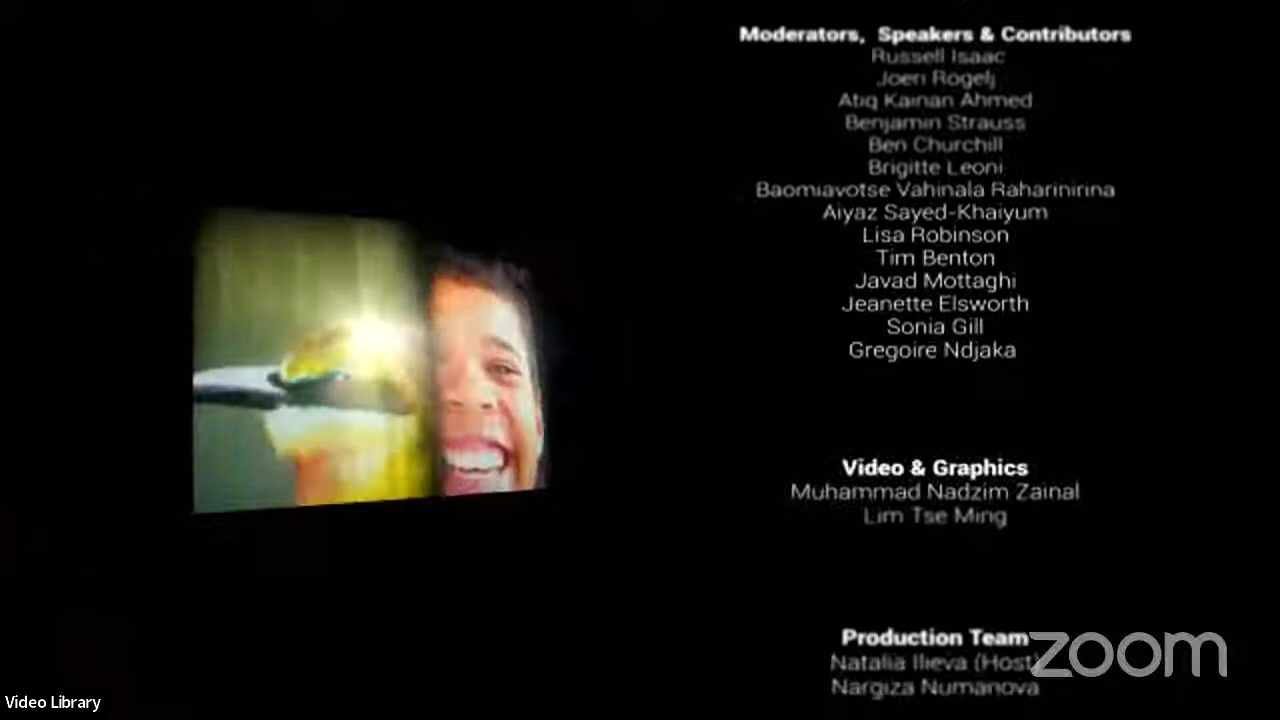 Moderators, Speakers & Contributors
Russell Isaac
Joeri Rogelj
Atiq Kainan Ahmed
Benjamin Strauss
Ben Churchill
Brigitte Leoni
Baomiavotse Vahinala Raharinirina
Aiyaz Sayed-Khaiyum
Lisa Robinson
Tim Benton
Javad Mottaghi
Jeanette Elsworth
Sonia Gill
Gregoire Ndjaka
Video & Graphics
Muhammad Nadzim Zainal
Lim Tse Ming
Production Team
Natalia Ilieva (Host)
Nargiza Numanova
zoom
Video Library